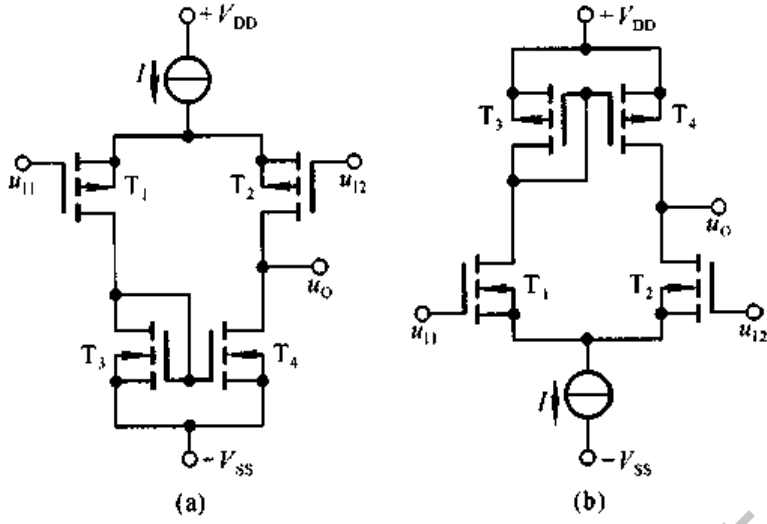 +V_DD
I
u_I1
T_1
T_2
u_I2
u_O
T_3
T_4
-V_SS
(a)
+V_DD
T_3
T_4
u_O
T_1
T_2
u_I1
u_I2
I
-V_SS
(b)